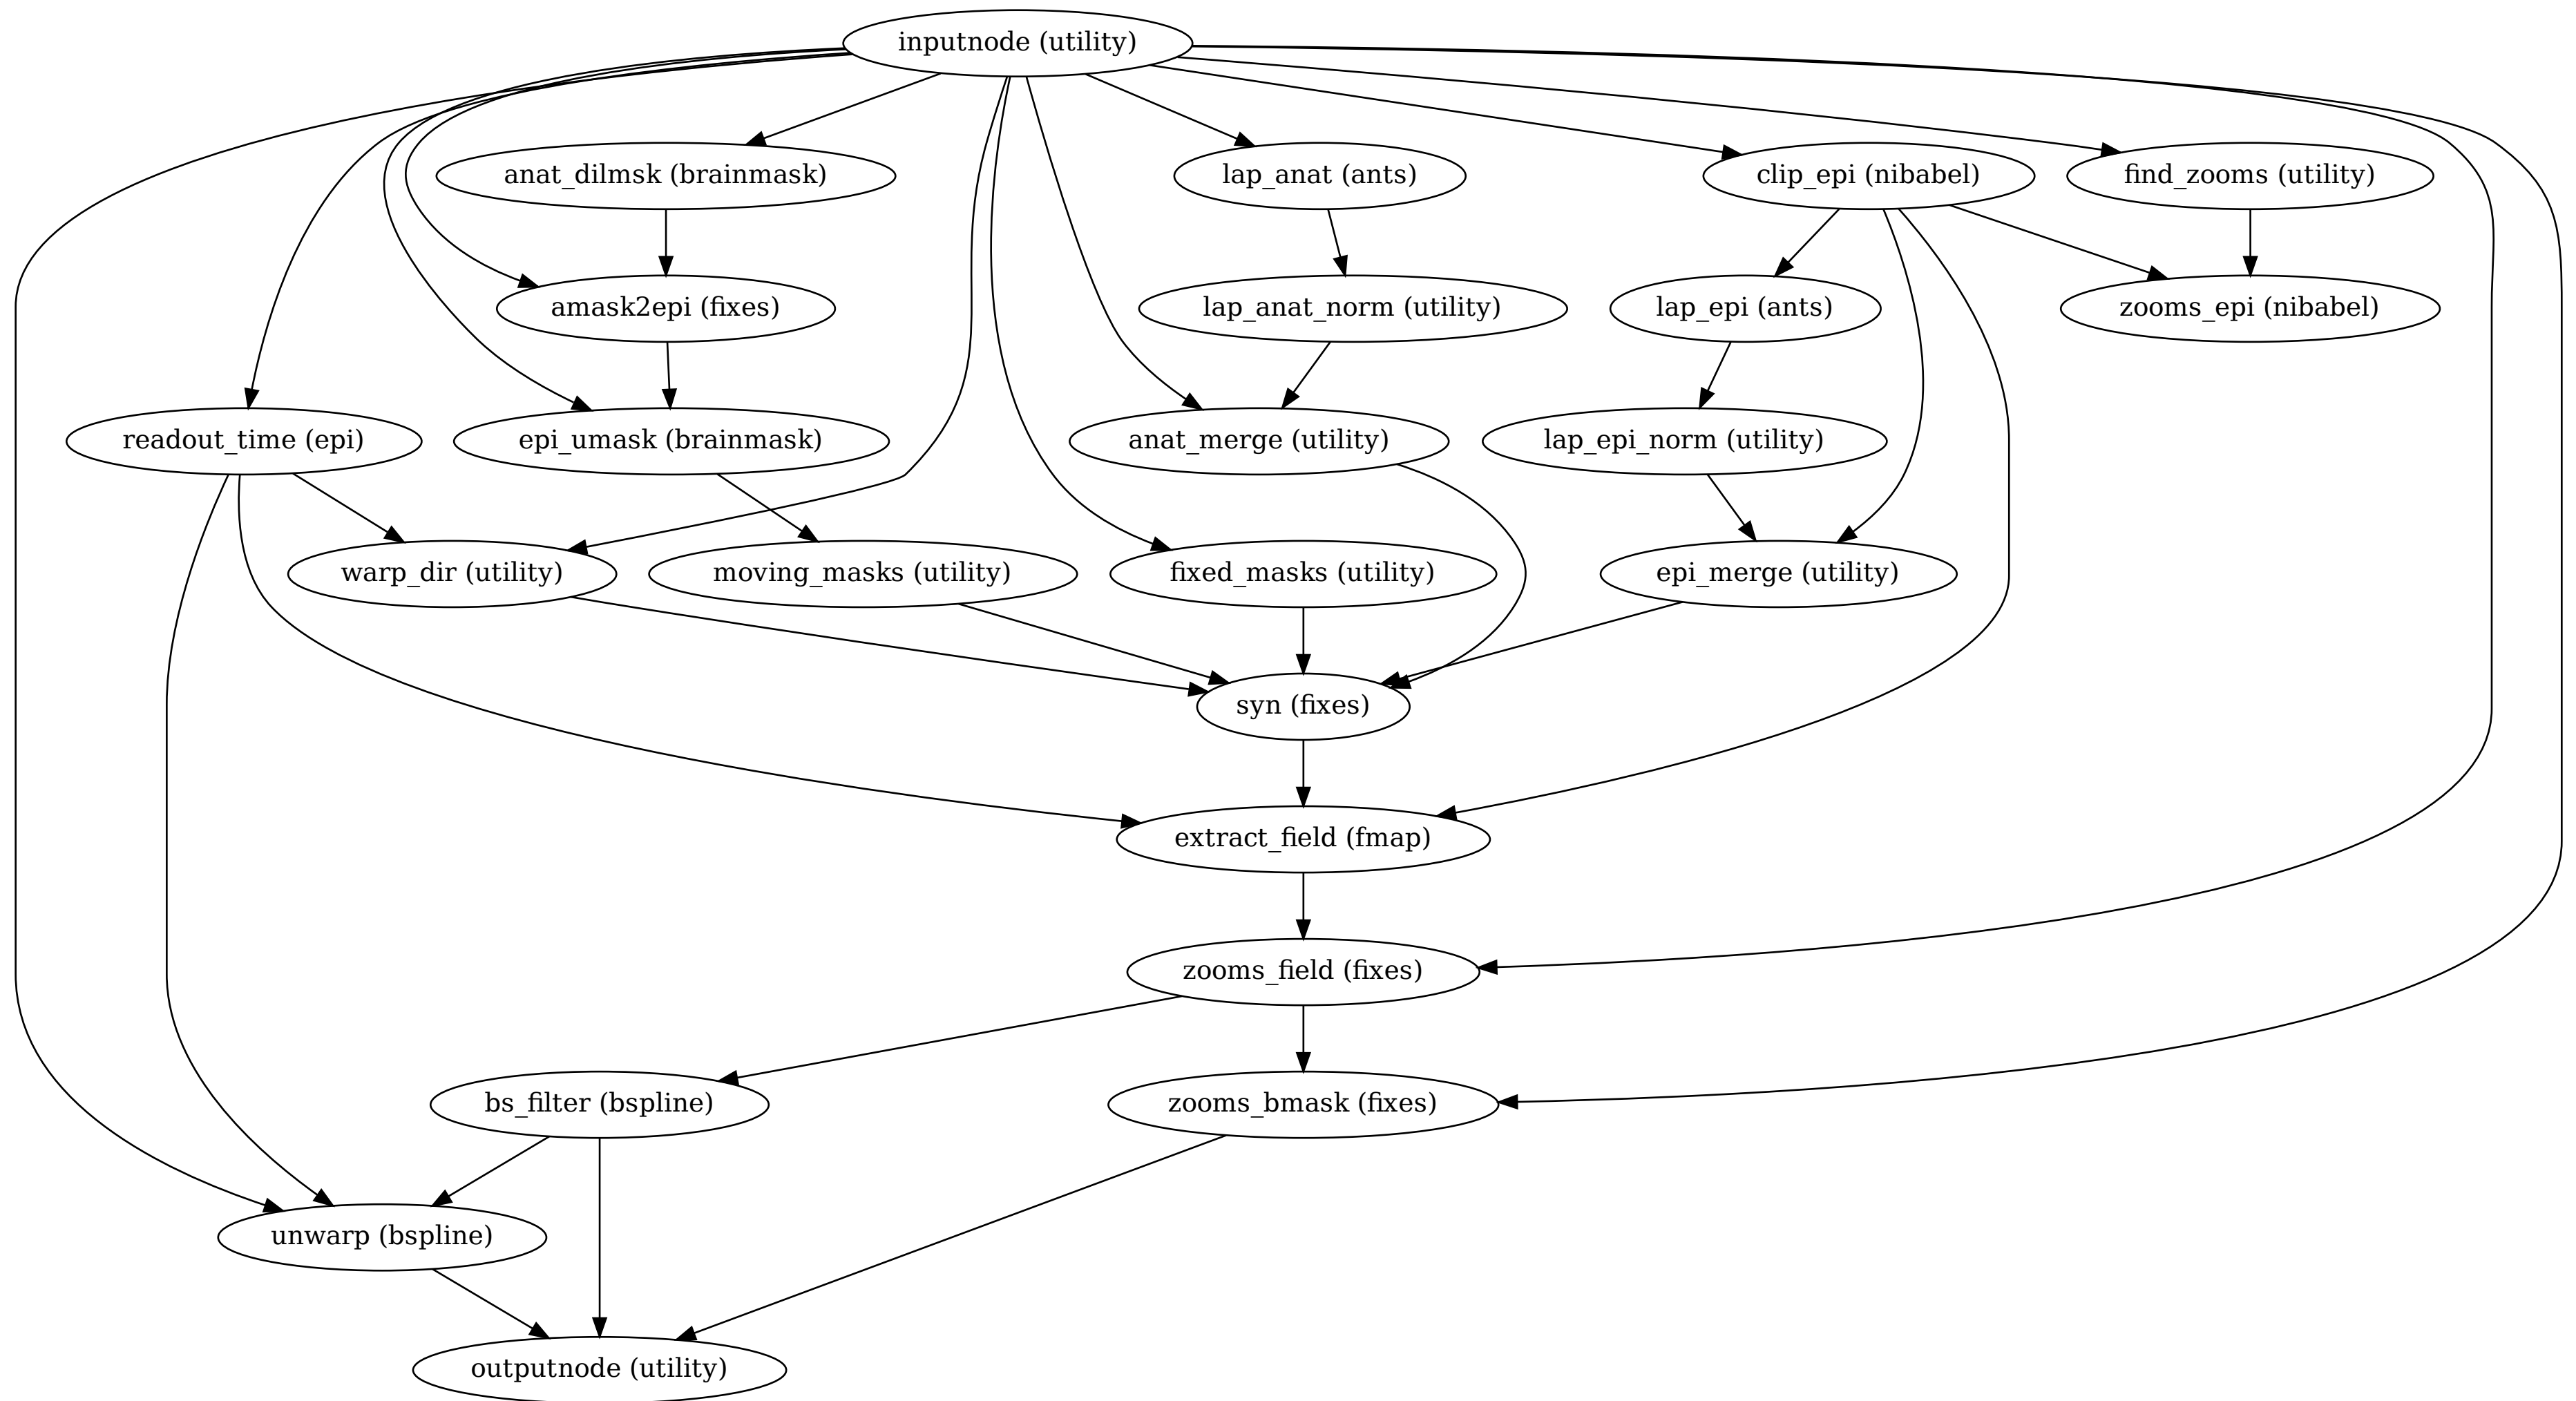 inputnode (utility)
anat_dilmsk (brainmask)
lap_anat (ants)
clip_epi (nibabel)
find_zooms (utility)
amask2epi (fixes)
lap_anat_norm (utility)
lap_epi (ants)
zooms_epi (nibabel)
readout_time (epi)
epi_umask (brainmask)
anat_merge (utility)
lap_epi_norm (utility)
warp_dir (utility)
moving_masks (utility)
fixed_masks (utility)
epi_merge (utility)
syn (fixes)
extract_field (fmap)
zooms_field (fixes)
bs_filter (bspline)
zooms_bmask (fixes)
unwarp (bspline)
outputnode (utility)